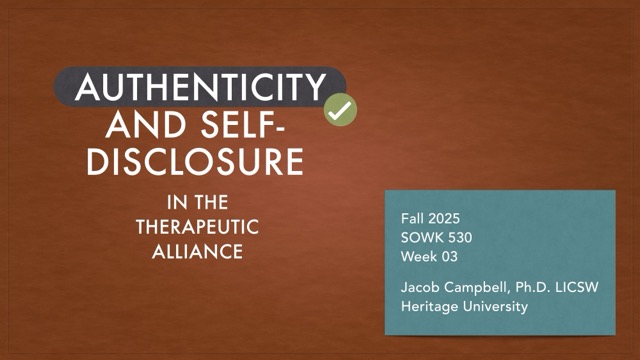 AUTHENTICITY
AND SELF-
DISCLOSURE
IN THE
THERAPEUTIC
ALLIANCE
Fall 2025
SOWK 530
Week 03
Jacob Campbell, Ph.D. LICSW
Heritage University